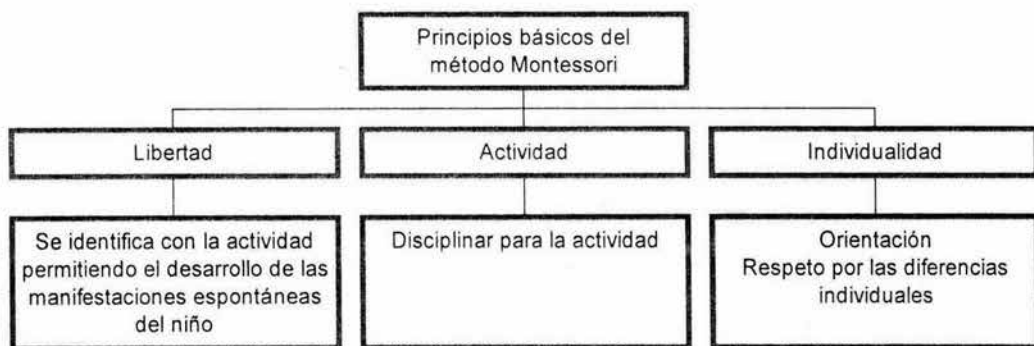 Principios básicos del
método Montessori
Libertad
Actividad
Individualidad
Se identifica con la actividad
permitiendo el desarrollo de las
manifestaciones espontáneas
del niño
Disciplinar para la actividad
Orientación
Respeto por las diferencias
individuales